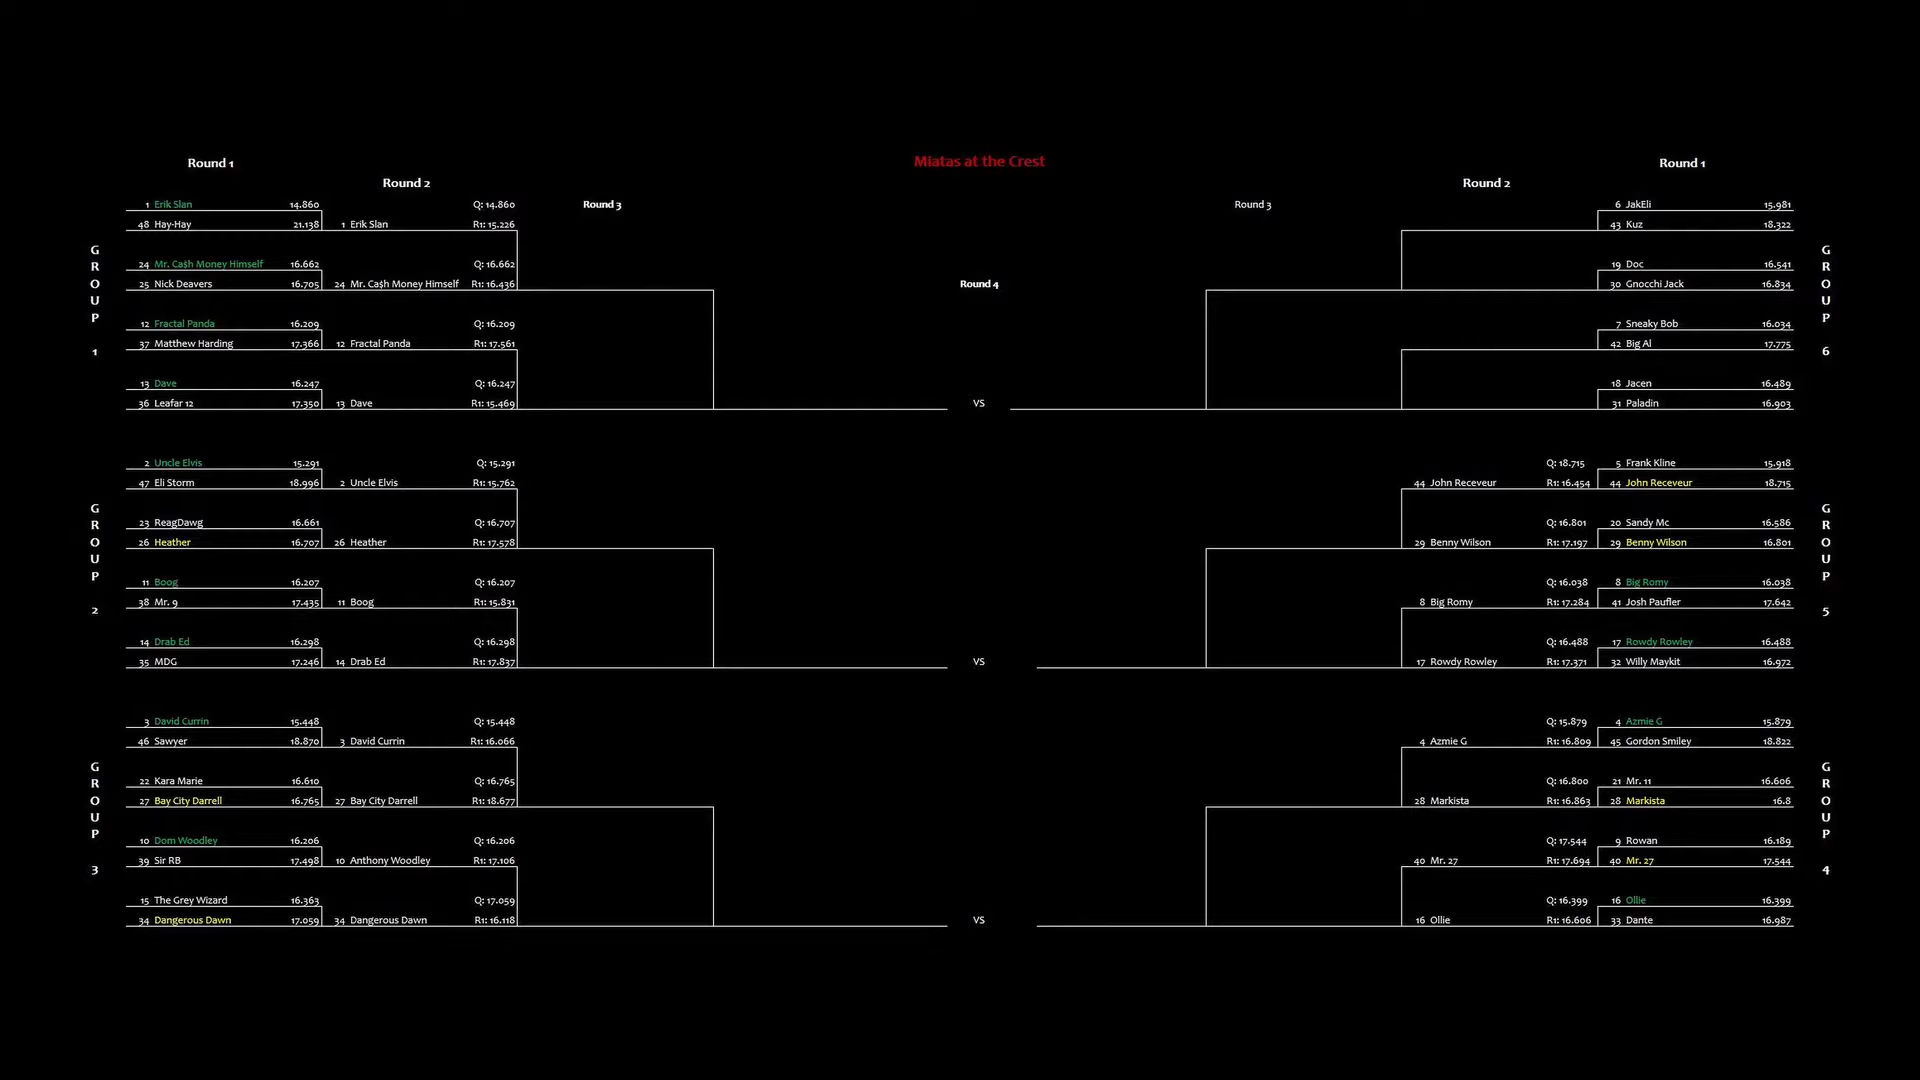 Miatas at the Crest
Round 1
Round 2
Round 3
Round 4
Round 3
Round 2
Round 1
GROUP 1
1 Erik Slan 14.860
48 Hay-Hay 21.138
24 Mr. Ca$h Money Himself 16.662
25 Nick Deavers 16.705
12 Fractal Panda 16.209
37 Matthew Harding 17.366
13 Dave 16.247
36 Leafar 12 17.350
Q: 14.860
1 Erik Slan R1: 15.226
Q: 16.662
24 Mr. Ca$h Money Himself R1: 16.436
Q: 16.209
12 Fractal Panda R1: 17.561
Q: 16.247
13 Dave R1: 15.469
VS
GROUP 2
2 Uncle Elvis 15.291
47 Eli Storm 18.996
23 ReagDawg 16.661
26 Heather 16.707
11 Boog 16.207
38 Mr. 9 17.435
14 Drab Ed 16.298
35 MDG 17.246
Q: 15.291
2 Uncle Elvis R1: 15.762
Q: 16.707
26 Heather R1: 17.578
Q: 16.207
11 Boog R1: 15.831
Q: 16.298
14 Drab Ed R1: 17.837
VS
GROUP 3
3 David Currin 15.448
46 Sawyer 18.870
22 Kara Marie 16.610
27 Bay City Darrell 16.765
10 Dom Woodley 16.206
39 Sir RB 17.498
15 The Grey Wizard 16.363
34 Dangerous Dawn 17.059
Q: 15.448
3 David Currin R1: 16.066
Q: 16.765
27 Bay City Darrell R1: 18.677
Q: 16.206
10 Anthony Woodley R1: 17.106
Q: 17.059
34 Dangerous Dawn R1: 16.118
VS
GROUP 6
6 JakEli 15.981
43 Kuz 18.322
19 Doc 16.541
30 Gnocchi Jack 16.834
7 Sneaky Bob 16.034
42 Big Al 17.775
18 Jacen 16.489
31 Paladin 16.903
GROUP 5
Q: 18.715
44 John Receveur R1: 16.454
Q: 16.801
29 Benny Wilson R1: 17.197
Q: 16.038
8 Big Romy R1: 17.284
Q: 16.488
17 Rowdy Rowley R1: 17.371
5 Frank Kline 15.918
44 John Receveur 18.715
20 Sandy Mc 16.586
29 Benny Wilson 16.801
8 Big Romy 16.038
41 Josh Paufler 17.642
17 Rowdy Rowley 16.488
32 Willy Maykit 16.972
GROUP 4
Q: 15.879
4 Azmie G R1: 16.809
Q: 16.800
28 Markista R1: 16.863
Q: 17.544
40 Mr. 27 R1: 17.694
Q: 16.399
16 Ollie R1: 16.606
4 Azmie G 15.879
45 Gordon Smiley 18.822
21 Mr. 11 16.606
28 Markista 16.8
9 Rowan 16.189
40 Mr. 27 17.544
16 Ollie 16.399
33 Dante 16.987